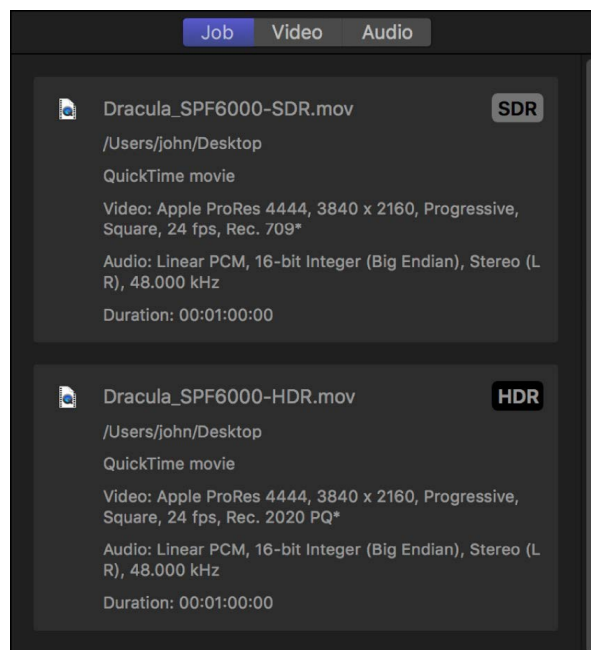 Job Video Audio
Dracula_SPF6000-SDR.mov SDR
/Users/john/Desktop
QuickTime movie
Video: Apple ProRes 4444, 3840 x 2160, Progressive,
Square, 24 fps, Rec. 709*
Audio: Linear PCM, 16-bit Integer (Big Endian), Stereo (L
R), 48.000 kHz
Duration: 00:01:00:00
Dracula_SPF6000-HDR.mov HDR
/Users/john/Desktop
QuickTime movie
Video: Apple ProRes 4444, 3840 x 2160, Progressive,
Square, 24 fps, Rec. 2020 PQ*
Audio: Linear PCM, 16-bit Integer (Big Endian), Stereo (L
R), 48.000 kHz
Duration: 00:01:00:00